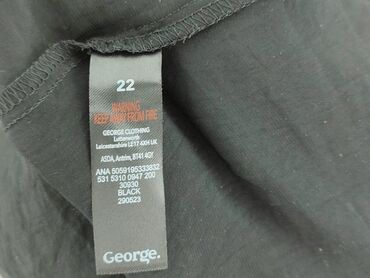 22
WARNING
KEEP AWAY FROM FIRE
GEORGE CLOTHING
Lutterworth
Leicestershire LE17 4XH UK
ASDA, Antrim, BT41 4GY
ANA 5059195333832
531 5310 0947 200
30930
BLACK
290523
George.